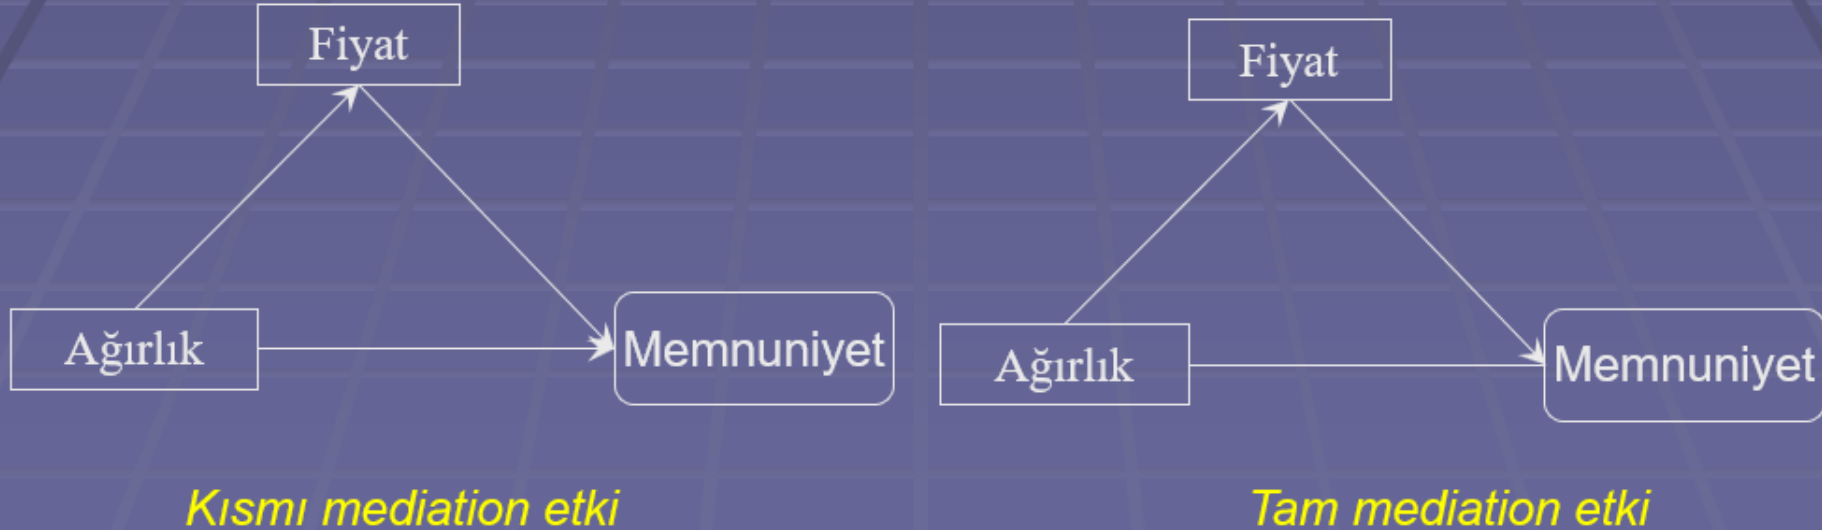 Fiyat
Ağırlık
Memnuniyet
Kısmı mediation etki
Fiyat
Ağırlık
Memnuniyet
Tam mediation etki